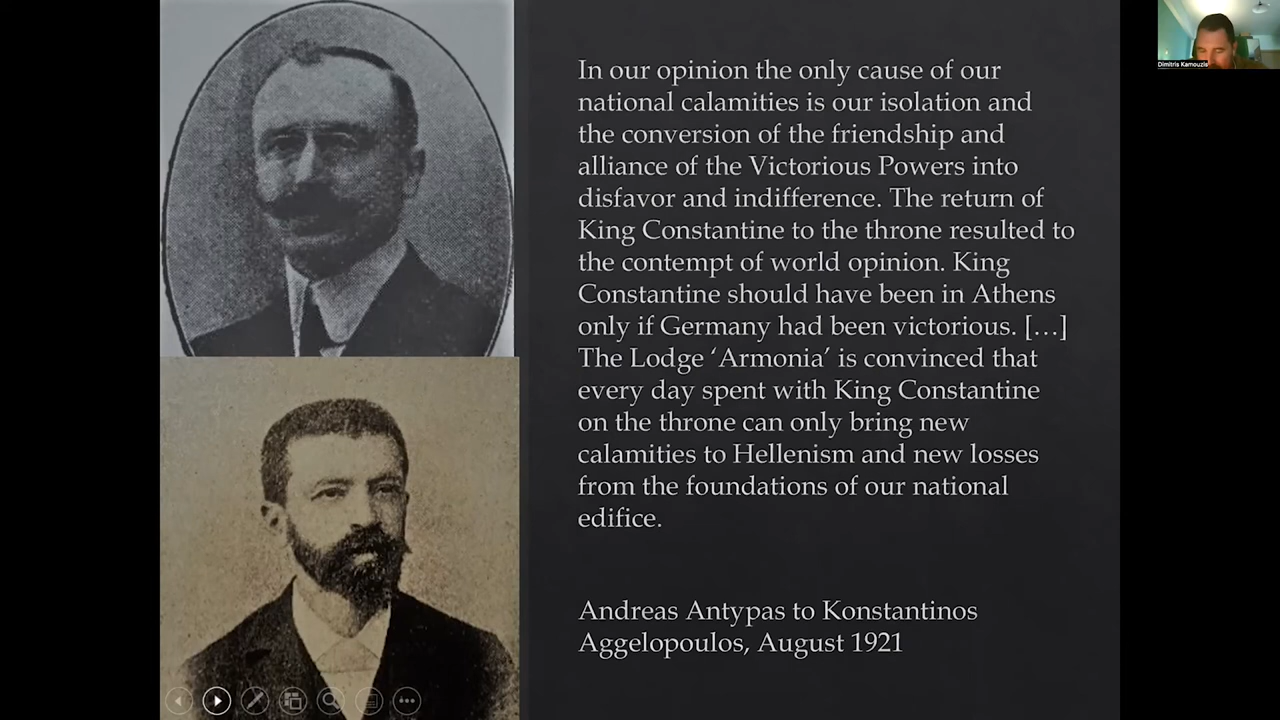 In our opinion the only cause of our
national calamities is our isolation and
the conversion of the friendship and
alliance of the Victorious Powers into
disfavor and indifference. The return of
King Constantine to the throne resulted to
the contempt of world opinion. King
Constantine should have been in Athens
only if Germany had been victorious. […]
The Lodge ‘Armonia’ is convinced that
every day spent with King Constantine
on the throne can only bring new
calamities to Hellenism and new losses
from the foundations of our national
edifice.
Andreas Antypas to Konstantinos
Aggelopoulos, August 1921
Dimitris Kamouzis